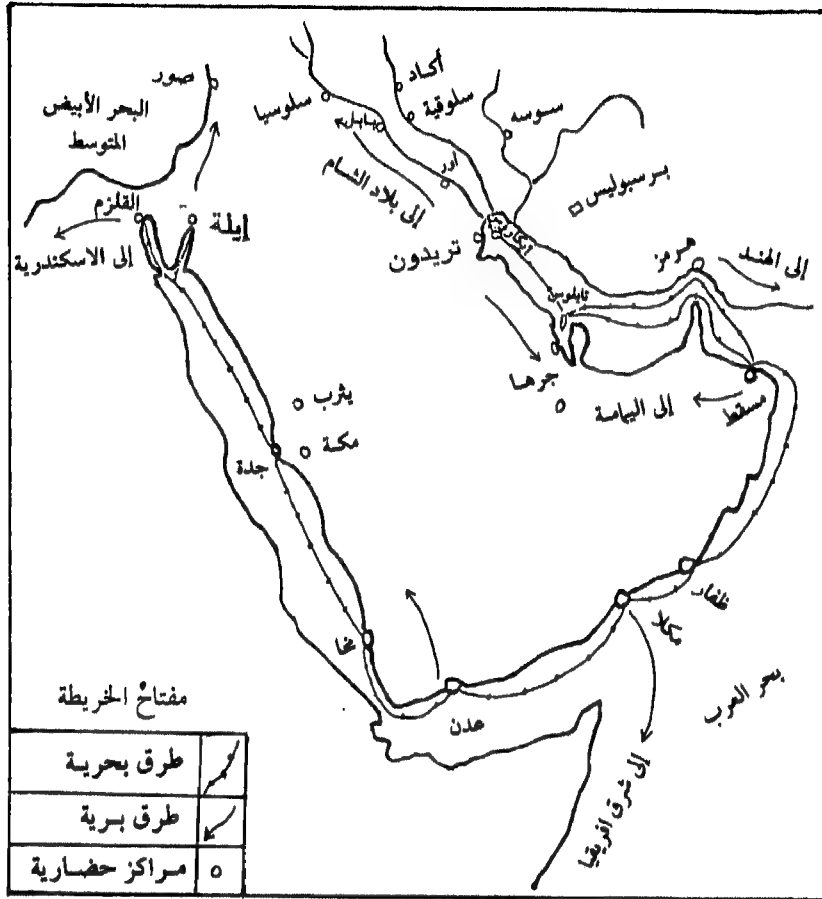 صور
البحر الأبيض
المتوسط
القلزم
إيلة
إلى الاسكندرية
سلوسيا
أكاد
سلوقية
بابل
سوسه
أور
إلى بلاد الشام
برسبوليس
تريدون
هرمز
إلى الهند
تايلوس
جرها
إلى اليمامة
مسقط
يثرب
مكة
جدة
ظفار
مكلا
مخا
عدن
بحر العرب
إلى شرق افريقيا
مفتاح الخريطة
طرق بحرية
طرق برية
مراكز حضارية